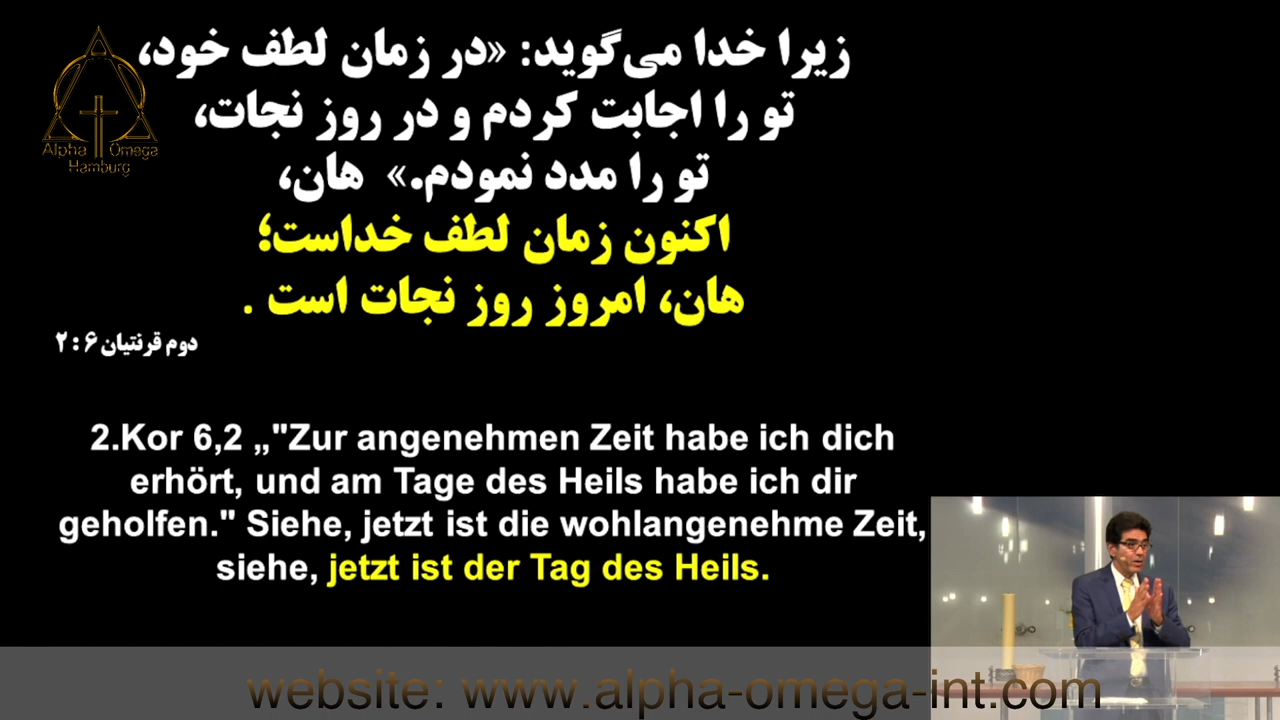 Alpha Omega
Hamburg
زیرا خدا می‌گوید: «در زمان لطف خود،
تو را اجابت کردم و در روز نجات،
تو را مدد نمودم.» هان،
اکنون زمان لطف خداست؛
هان، امروز روز نجات است .
دوم قرنتیان ۶ : ۲
2.Kor 6,2 „"Zur angenehmen Zeit habe ich dich
erhört, und am Tage des Heils habe ich dir
geholfen." Siehe, jetzt ist die wohlangenehme Zeit,
siehe, jetzt ist der Tag des Heils.
website: www.alpha-omega-int.com